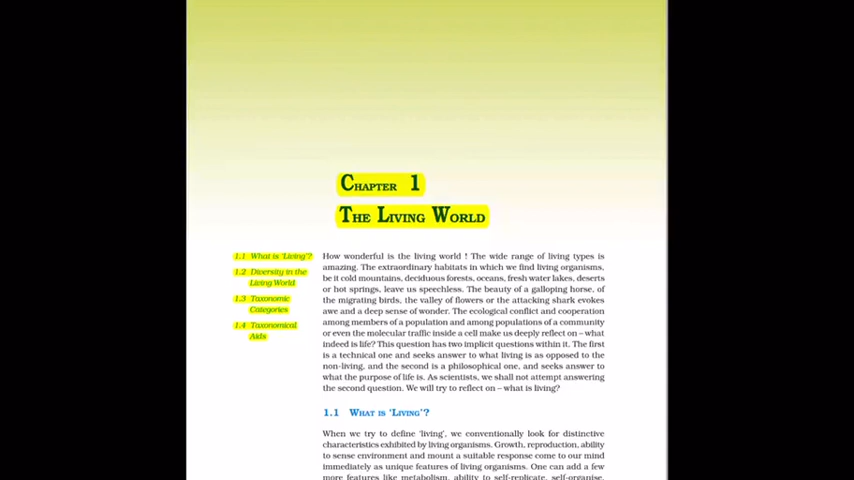 CHAPTER 1
THE LIVING WORLD
1.1 What is 'Living'?
1.2 Diversity in the
Living World
1.3 Taxonomic
Categories
1.4 Taxonomical
Aids
How wonderful is the living world ! The wide range of living types is
amazing. The extraordinary habitats in which we find living organisms,
be it cold mountains, deciduous forests, oceans, fresh water lakes, deserts
or hot springs, leave us speechless. The beauty of a galloping horse, of
the migrating birds, the valley of flowers or the attacking shark evokes
awe and a deep sense of wonder. The ecological conflict and cooperation
among members of a population and among populations of a community
or even the molecular traffic inside a cell make us deeply reflect on – what
indeed is life? This question has two implicit questions within it. The first
is a technical one and seeks answer to what living is as opposed to the
non-living, and the second is a philosophical one, and seeks answer to
what the purpose of life is. As scientists, we shall not attempt answering
the second question. We will try to reflect on – what is living?
1.1 WHAT IS 'LIVING'?
When we try to define 'living', we conventionally look for distinctive
characteristics exhibited by living organisms. Growth, reproduction, ability
to sense environment and mount a suitable response come to our mind
immediately as unique features of living organisms. One can add a few
more features like metabolism, ability to self-replicate, self-organise,